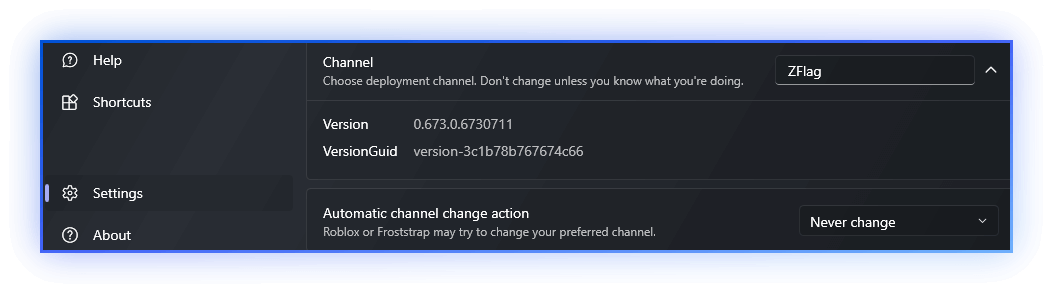 Help
Shortcuts
Settings
About
Channel
Choose deployment channel. Don't change unless you know what you're doing.
ZFlag
Version 0.673.0.6730711
VersionGuid version-3c1b78b767674c66
Automatic channel change action
Roblox or Froststrap may try to change your preferred channel.
Never change